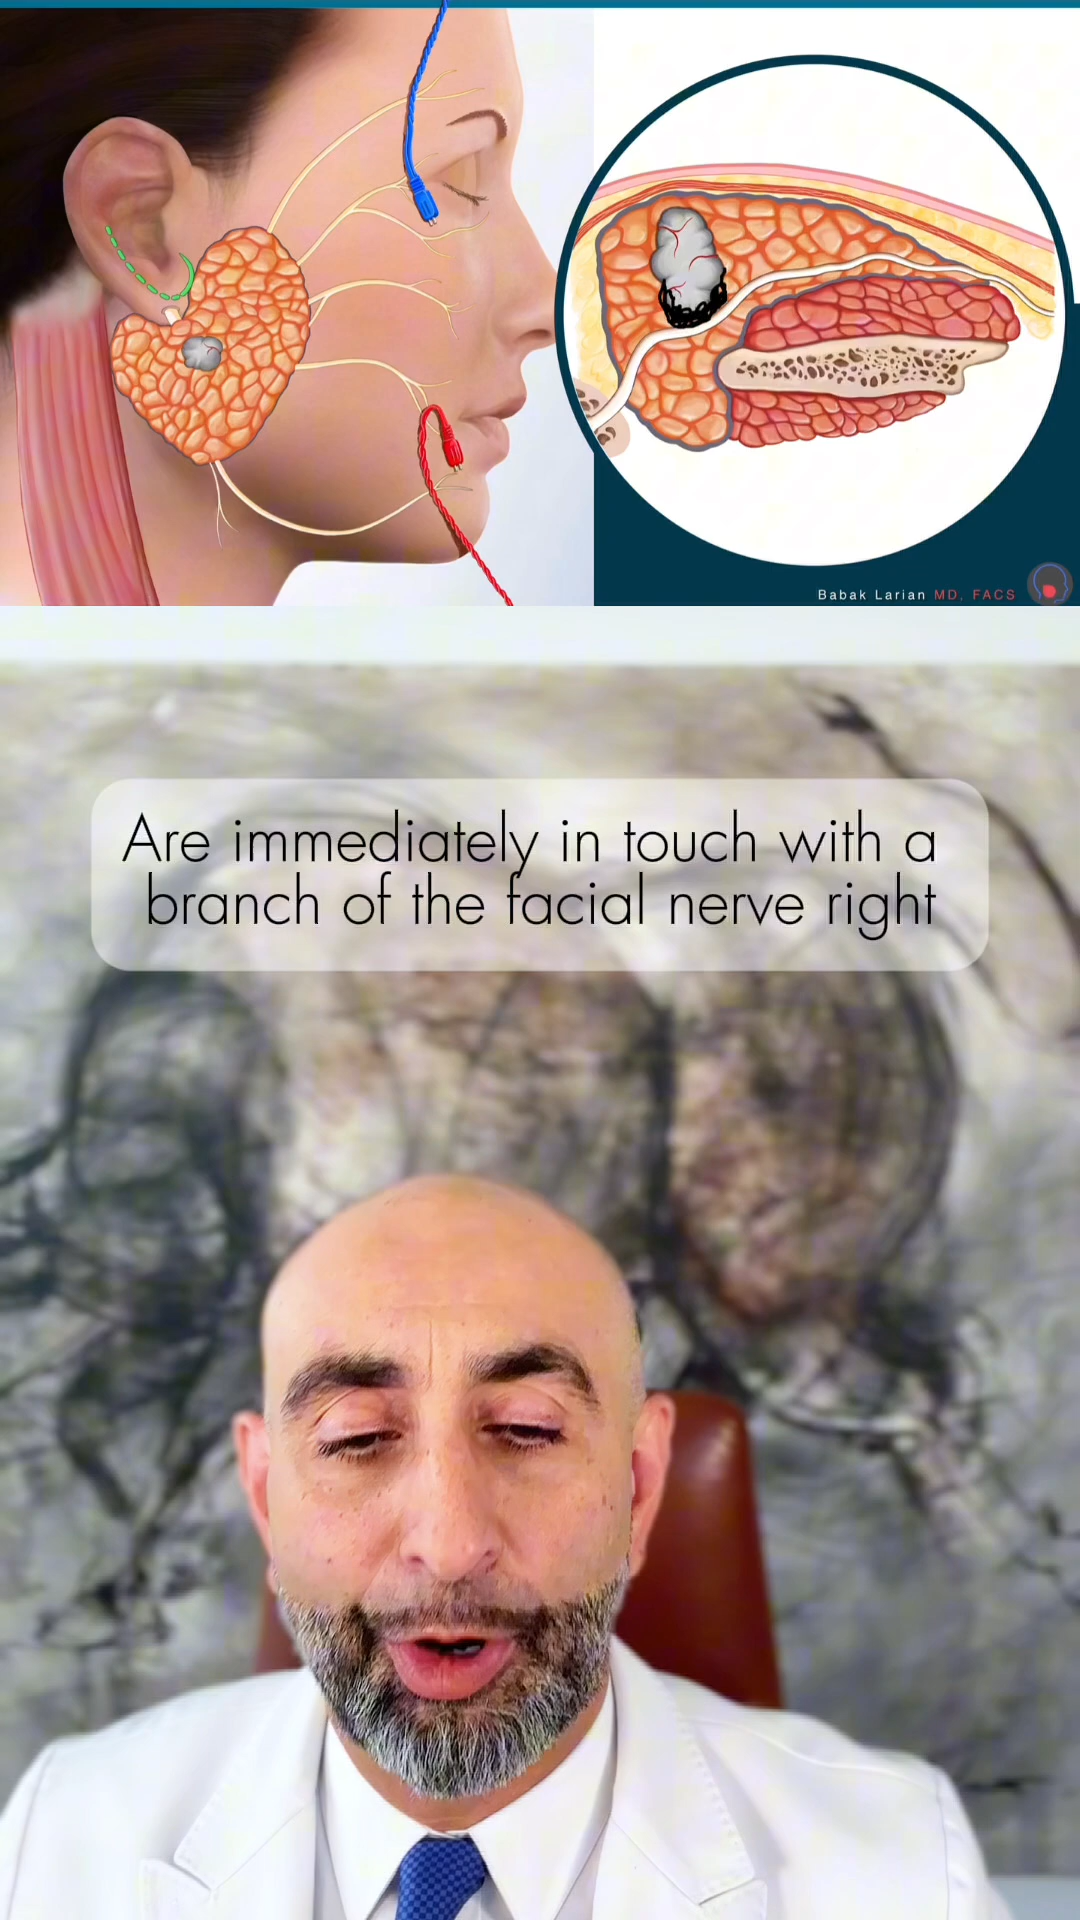 Babak Larian MD, FACS
Are immediately in touch with a
branch of the facial nerve right